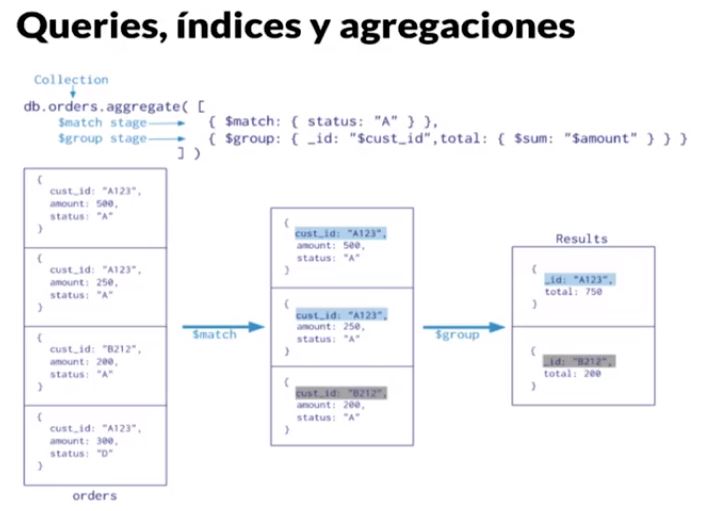 Queries, índices y agregaciones
Collection
db.orders.aggregate( [
$match stage
{ $match: { status: "A" } },
$group stage
{ $group: { _id: "$cust_id",total: { $sum: "$amount" } } }
] )
{
cust_id: "A123",
amount: 500,
status: "A"
}
{
cust_id: "A123",
amount: 250,
status: "A"
}
{
cust_id: "B212",
amount: 200,
status: "A"
}
{
cust_id: "A123",
amount: 300,
status: "D"
}
orders
$match
{
cust_id: "A123",
amount: 500,
status: "A"
}
{
cust_id: "A123",
amount: 250,
status: "A"
}
{
cust_id: "B212",
amount: 200,
status: "A"
}
$group
Results
{
_id: "A123",
total: 750
}
{
_id: "B212",
total: 200
}